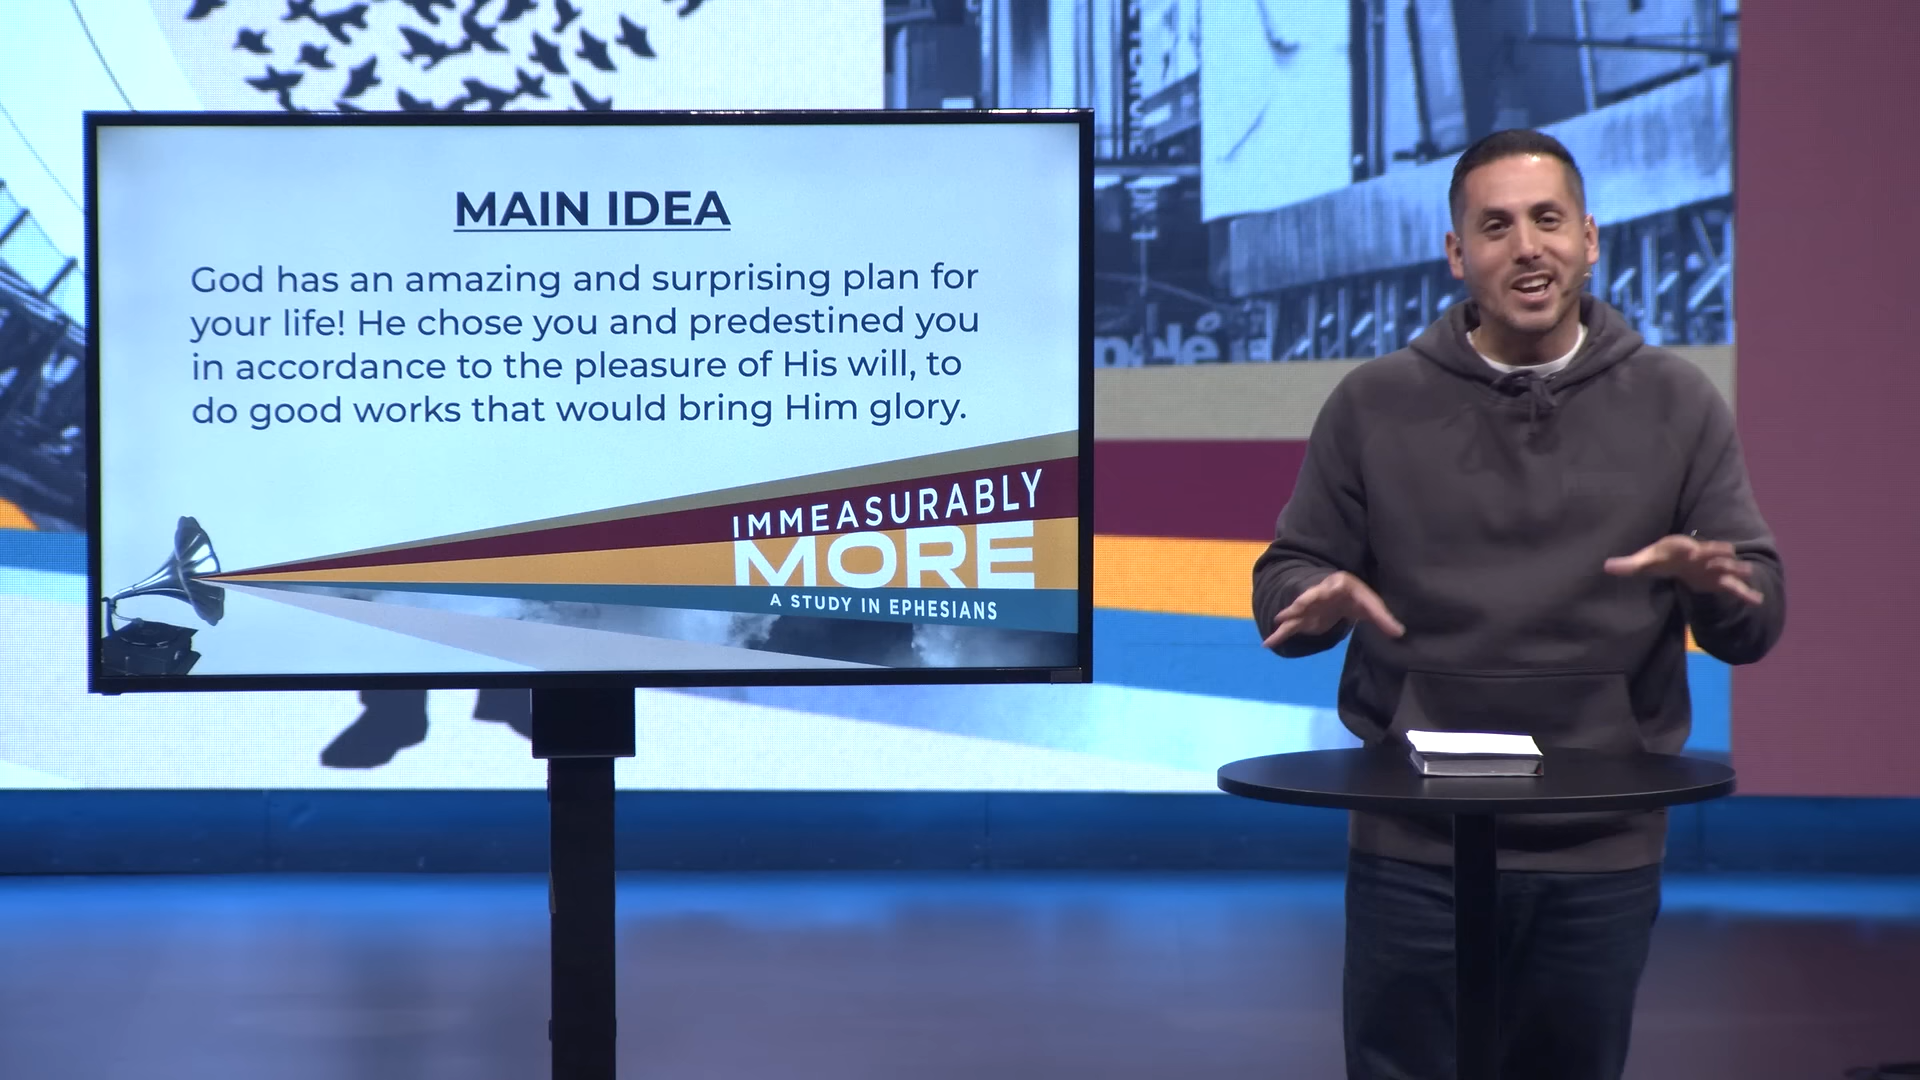 MAIN IDEA
God has an amazing and surprising plan for
your life! He chose you and predestined you
in accordance to the pleasure of His will, to
do good works that would bring Him glory.
IMMEASURABLY
MORE
A STUDY IN EPHESIANS